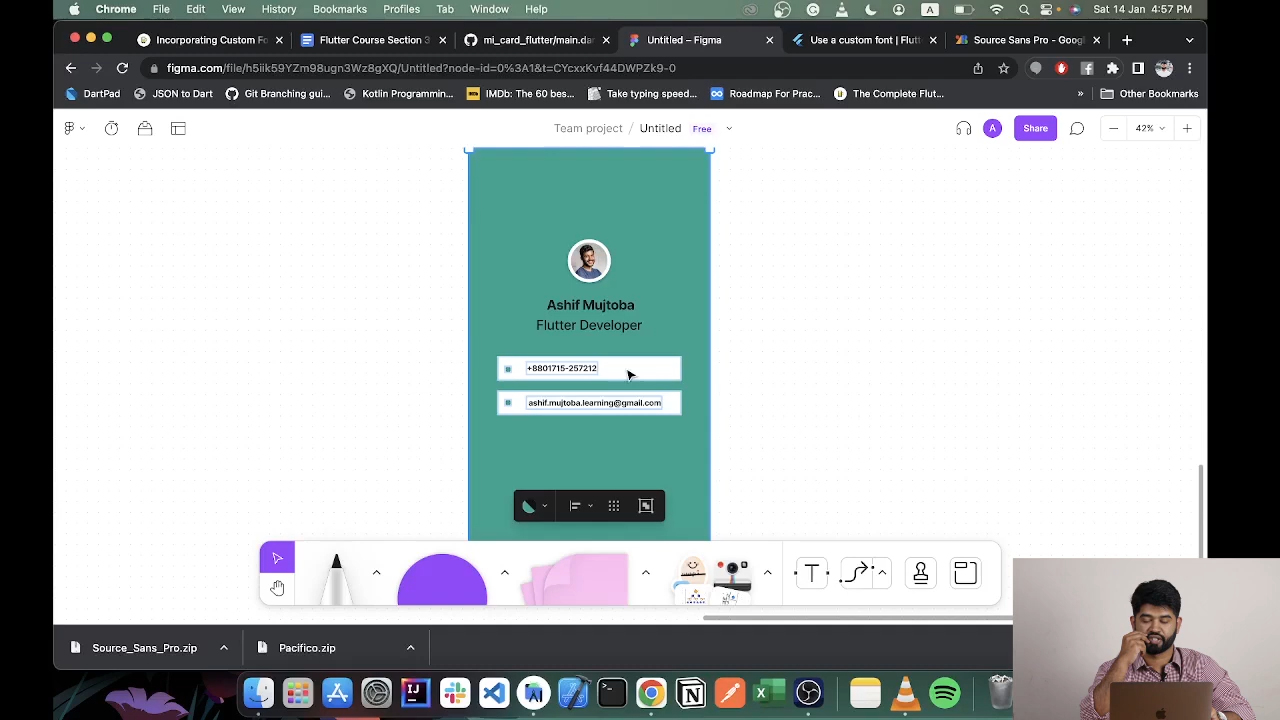 Chrome File Edit View History Bookmarks Profiles Tab Window Help
A
Sat 14 Jan 4:57 PM
Incorporating Custom Fo
Flutter Course Section 3
mi_card_flutter/main.dar
Untitled – Figma
Use a custom font | Flutt
Source Sans Pro - Googl
figma.com/file/h5iik59YZm98ugn3Wz8gXQ/Untitled?node-id=0%3A1&t=CYcxxKvf44DWPZk9-0
DartPad
JSON to Dart
Git Branching gui...
Kotlin Programmin...
IMDb: The 60 bes...
Take typing speed...
Roadmap For Prac...
The Complete Flut...
»
Other Bookmarks
Team project / Untitled Free
A
Share
42%
Ashif Mujtoba
Flutter Developer
+8801715-257212
ashif.mujtoba.learning@gmail.com
T
Source_Sans_Pro.zip
Pacifico.zip